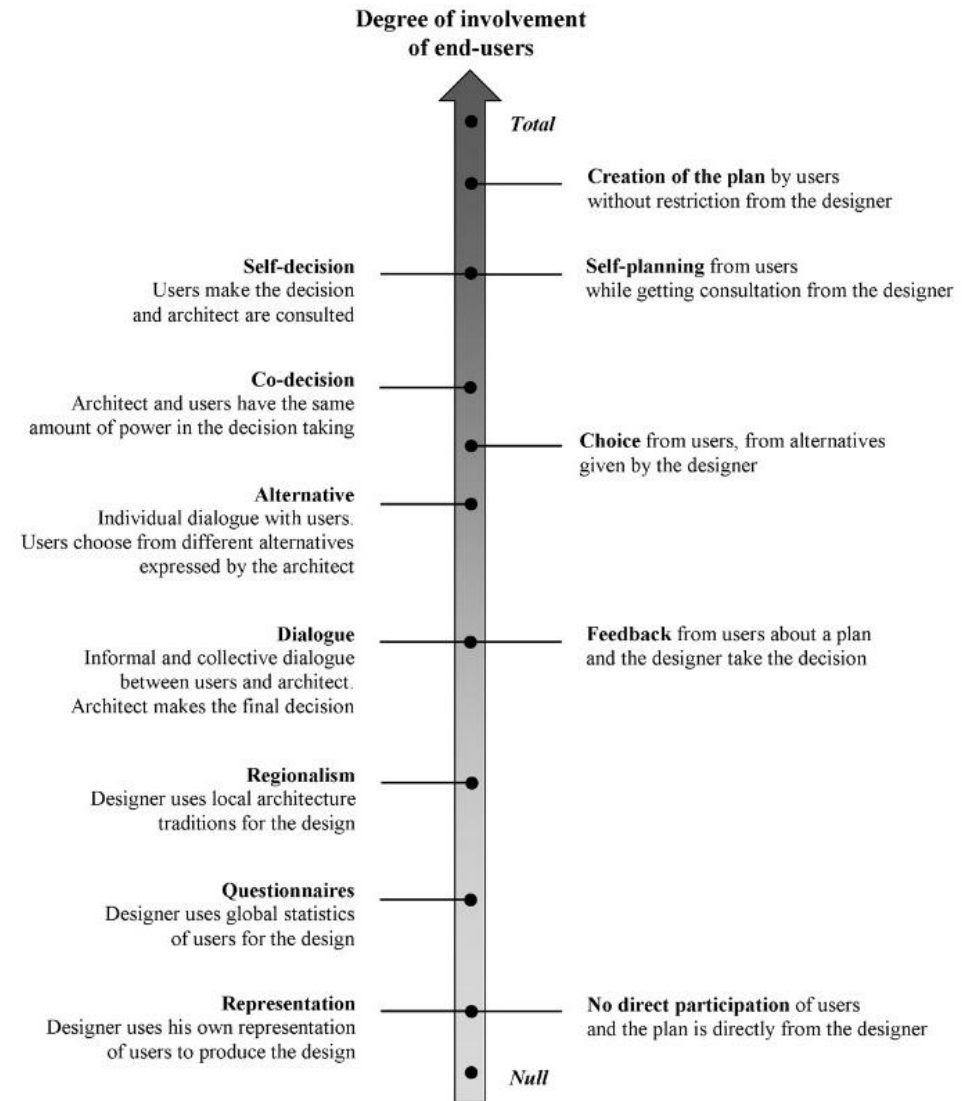 Degree of involvement
of end-users
Total
Creation of the plan by users
without restriction from the designer
Self-decision
Users make the decision
and architect are consulted
Self-planning from users
while getting consultation from the designer
Co-decision
Architect and users have the same
amount of power in the decision taking
Choice from users, from alternatives
given by the designer
Alternative
Individual dialogue with users.
Users choose from different alternatives
expressed by the architect
Dialogue
Informal and collective dialogue
between users and architect.
Architect makes the final decision
Feedback from users about a plan
and the designer take the decision
Regionalism
Designer uses local architecture
traditions for the design
Questionnaires
Designer uses global statistics
of users for the design
Representation
Designer uses his own representation
of users to produce the design
No direct participation of users
and the plan is directly from the designer
Null